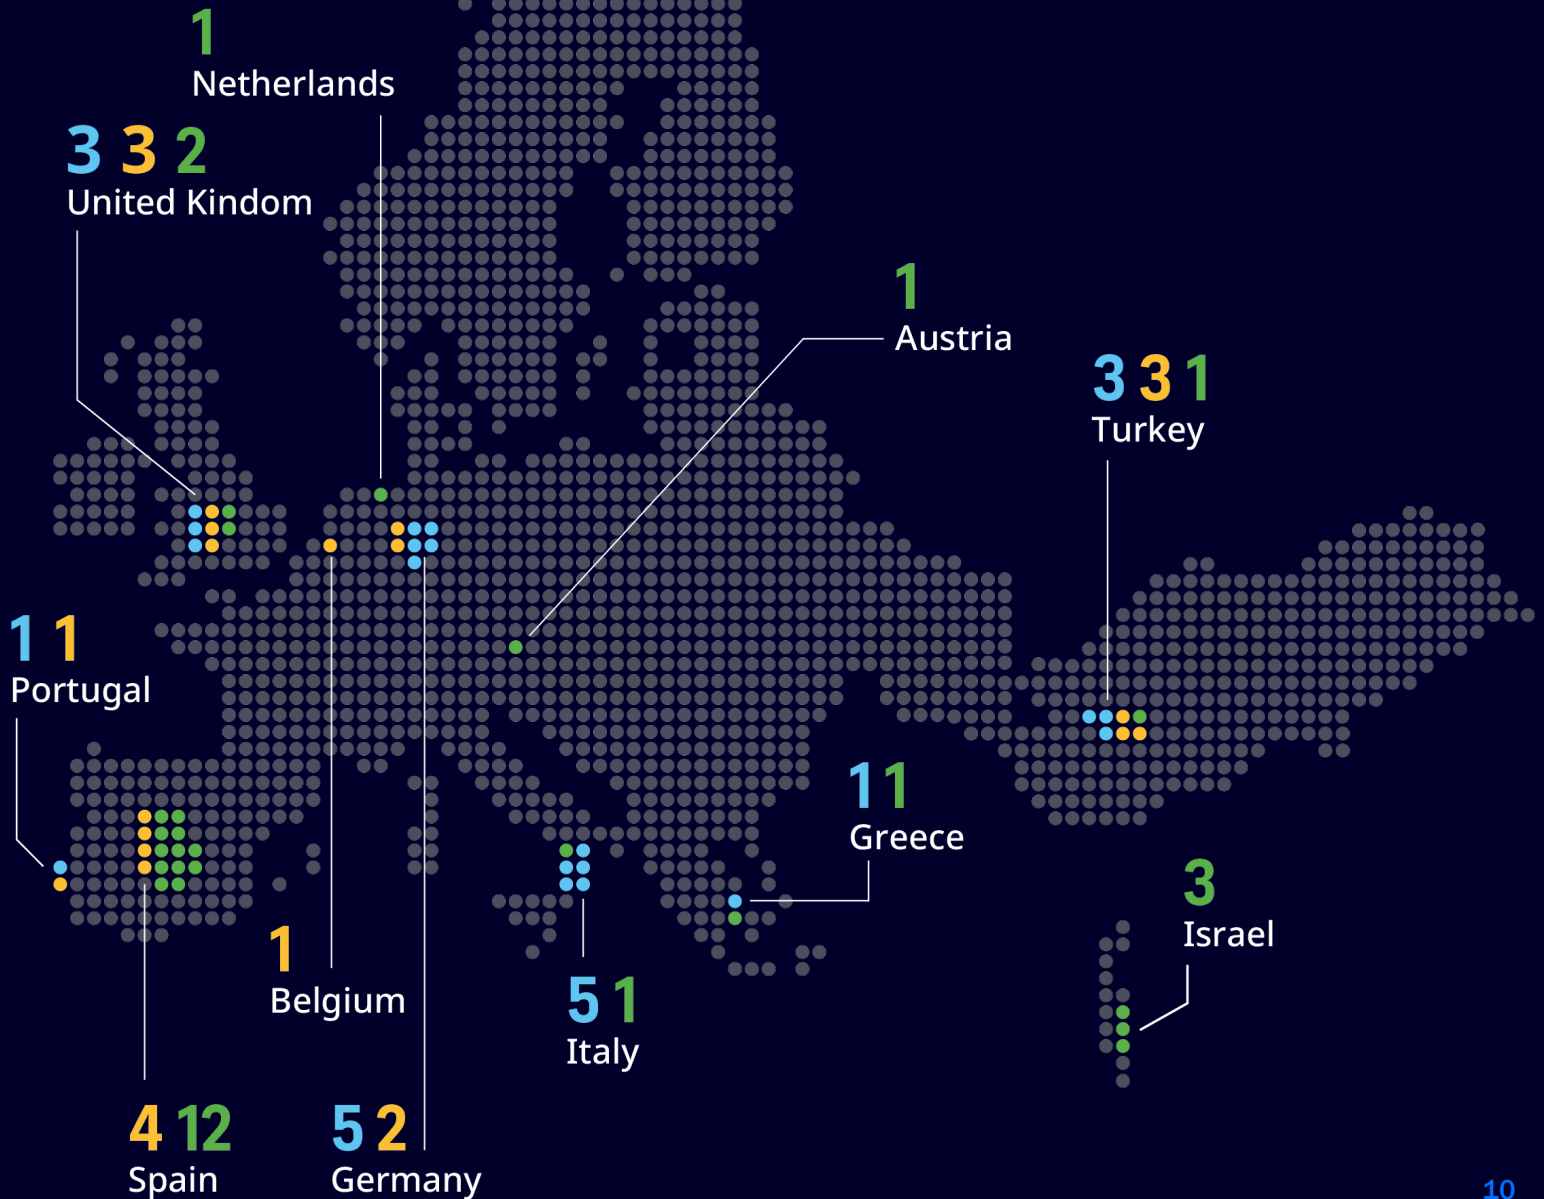 1
Netherlands
3 3 2
United Kindom
1
Austria
3 3 1
Turkey
1 1
Portugal
1 1
Greece
3
Israel
1
Belgium
5 1
Italy
4 12
Spain
5 2
Germany
10